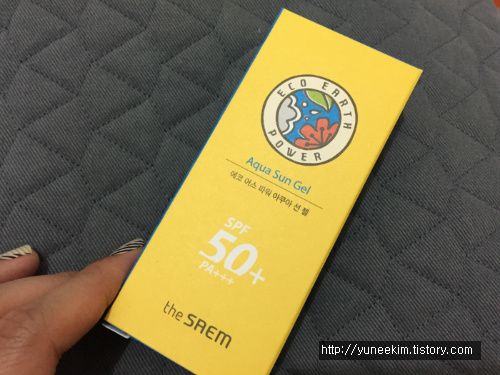 ECO EARTH
POWER
Aqua Sun Gel
에코 어스 파워 아쿠아 선 젤
SPF
50+
PA+++
the SAEM
http://yuneekim.tistory.com